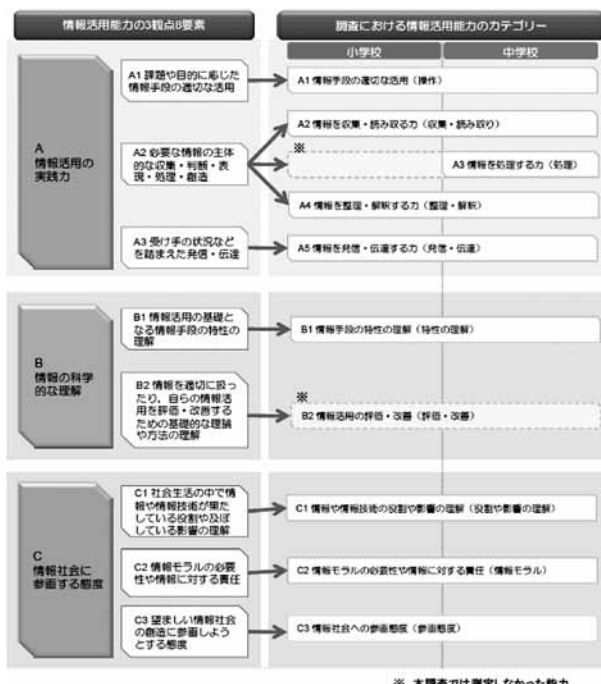 情報活用能力の3観点8要素
調査における情報活用能力のカテゴリー
小学校
中学校
A
情報活用の
実践力
A1 課題や目的に応じた
情報手段の適切な活用
A1 情報手段の適切な活用（操作）
A2 必要な情報の主体
的な収集・判断・表
現・処理・創造
A2 情報を収集・読み取る力（収集・読み取り）
※
A3 情報を処理する力（処理）
A4 情報を整理・解釈する力（整理・解釈）
A3 受け手の状況など
を踏まえた発信・伝達
A5 情報を発信・伝達する力（発信・伝達）
B
情報の科学
的な理解
B1 情報活用の基礎と
なる情報手段の特性の
理解
B1 情報手段の特性の理解（特性の理解）
B2 情報を適切に扱っ
たり，自らの情報活
用を評価・改善する
ための基礎的な理論
や方法の理解
※
B2 情報活用の評価・改善（評価・改善）
C
情報社会に
参画する態度
C1 社会生活の中で情
報や情報技術が果た
している役割や及ぼ
している影響の理解
C1 情報や情報技術の役割や影響の理解（役割や影響の理解）
C2 情報モラルの必要
性や情報に対する責任
C2 情報モラルの必要性や情報に対する責任（情報モラル）
C3 望ましい情報社会
の創造に参画しよう
とする態度
C3 情報社会への参画態度（参画態度）
※ 本調査では測定しなかった能力